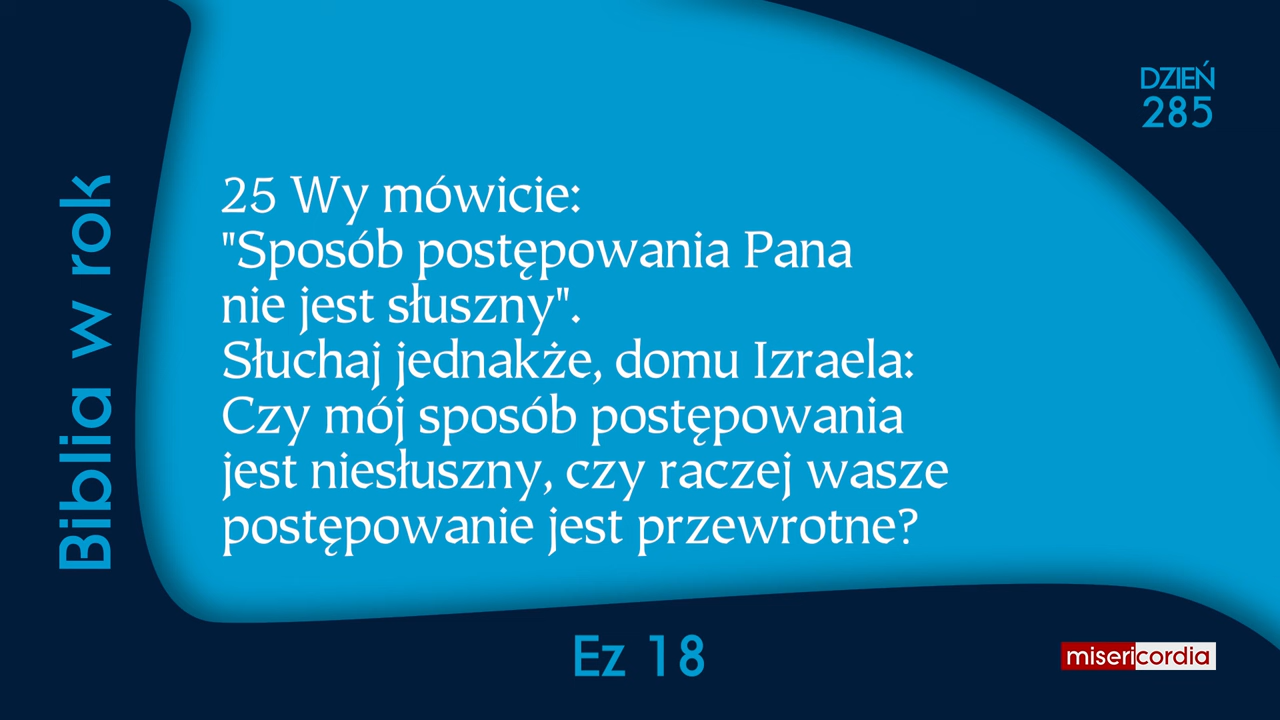 DZIEŃ
285
Biblia w rok
25 Wy mówicie:
"Sposób postępowania Pana
nie jest słuszny".
Słuchaj jednakże, domu Izraela:
Czy mój sposób postępowania
jest niesłuszny, czy raczej wasze
postępowanie jest przewrotne?
Ez 18
misericordia